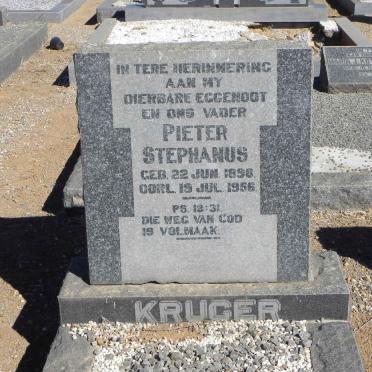 IN TERE HERINNERING
AAN MY
DIERBARE EGGENOOT
EN ONS VADER
PIETER
STEPHANUS
GEB. 22 JUN. 1898.
OORL. 19 JUL. 1956.
PS. 18:31.
DIE WEG VAN GOD
IS VOLMAAK.
KRUGER